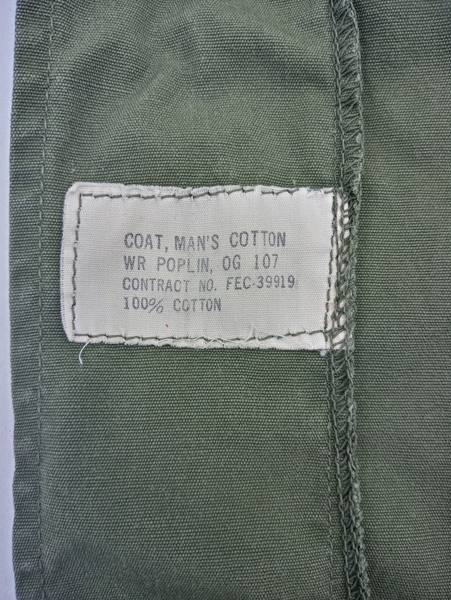 COAT, MAN'S COTTON
WR POPLIN, OG 107
CONTRACT NO. FEC-39919
100% COTTON